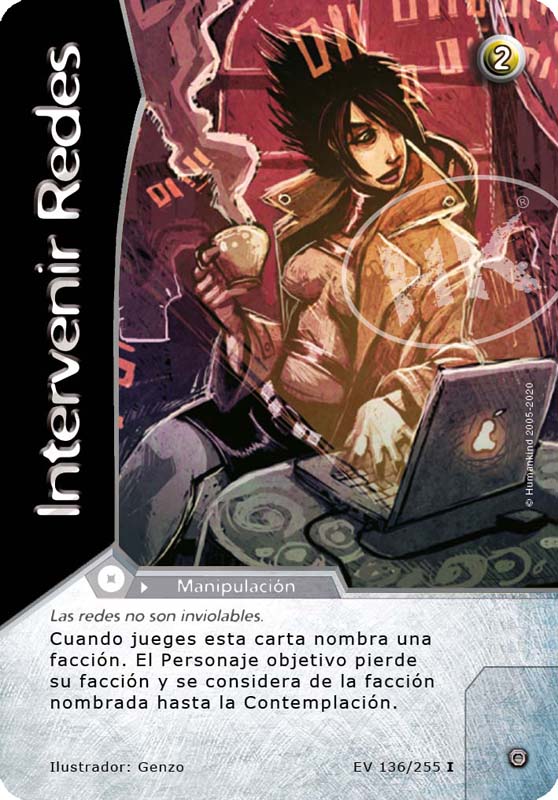 Intervenir Redes
2
HK®
© Humankind 2005-2020
Manipulación
Las redes no son inviolables.
Cuando jueges esta carta nombra una
facción. El Personaje objetivo pierde
su facción y se considera de la facción
nombrada hasta la Contemplación.
Ilustrador: Genzo
EV 136/255 I